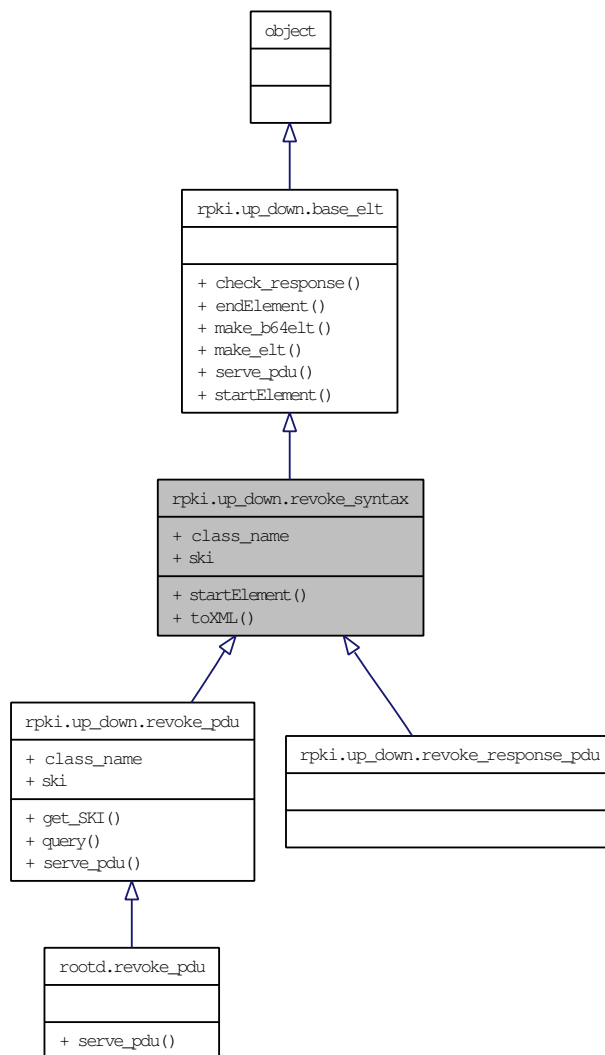 object
rpki.up_down.base_elt
+ check_response()
+ endElement()
+ make_b64elt()
+ make_elt()
+ serve_pdu()
+ startElement()
rpki.up_down.revoke_syntax
+ class_name
+ ski
+ startElement()
+ toXML()
rpki.up_down.revoke_pdu
+ class_name
+ ski
+ get_SKI()
+ query()
+ serve_pdu()
rpki.up_down.revoke_response_pdu
rootd.revoke_pdu
+ serve_pdu()